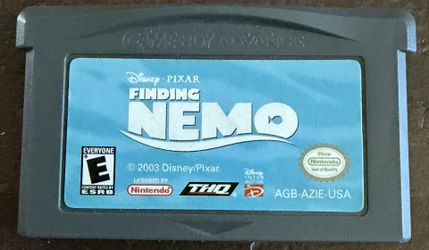 GAME BOY ADVANCE
Disney · PIXAR
FINDING
NEMO
EVERYONE
E
CONTENT RATED BY
ESRB
© 2003 Disney/Pixar.
LICENSED BY
Nintendo
THQ
Official
Nintendo
Seal of Quality
AGB-AZIE-USA